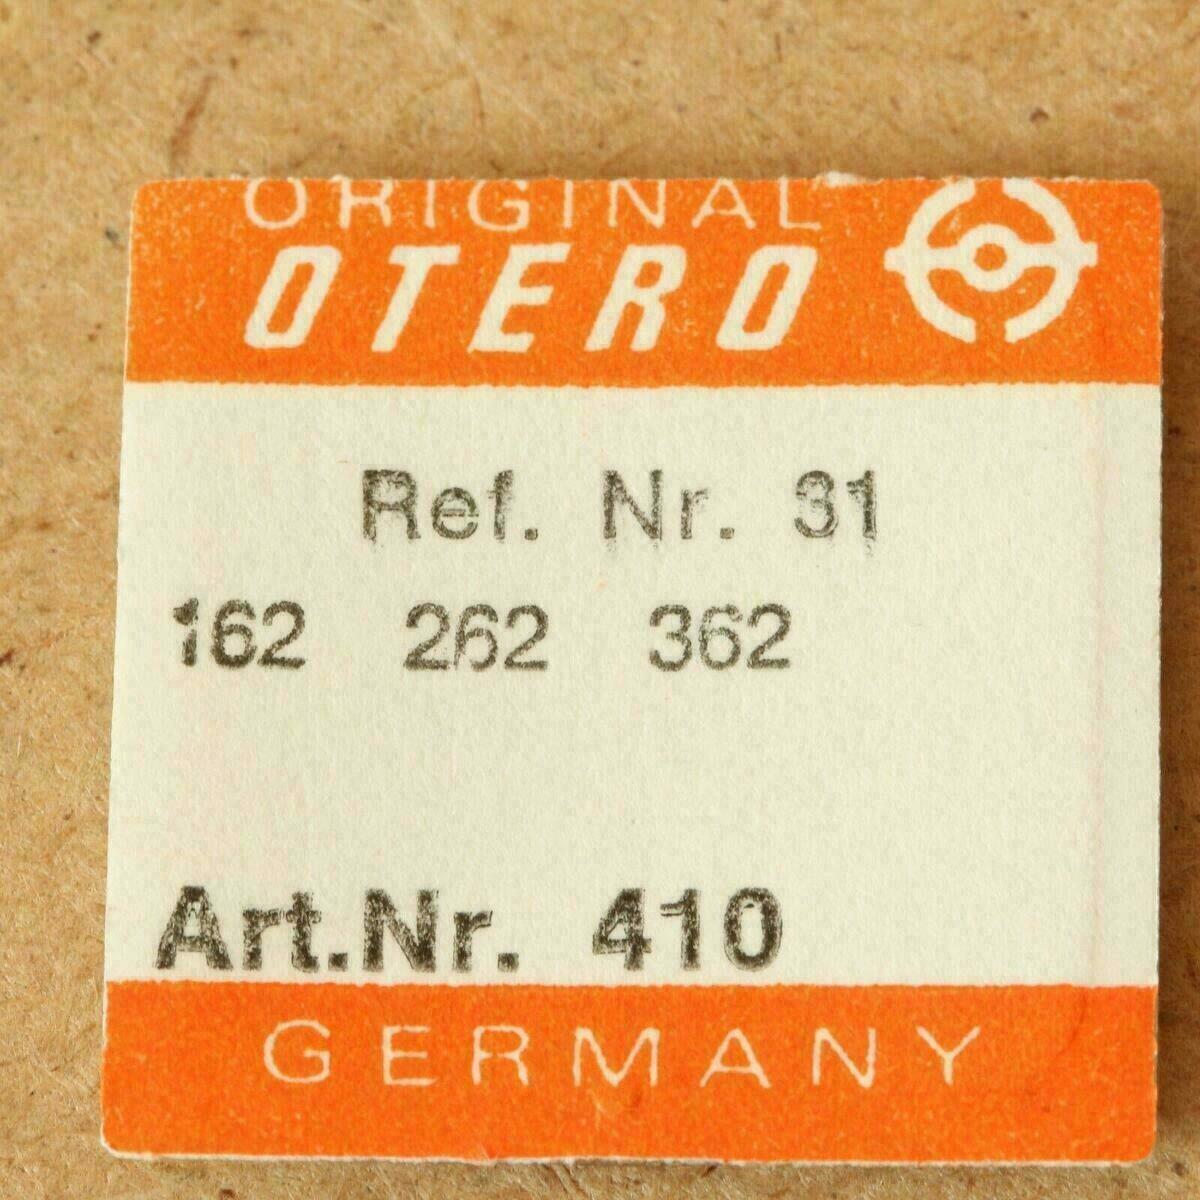 ORIGINAL
OTERO
Ref. Nr. 31
162 262 362
Art.Nr. 410
GERMANY